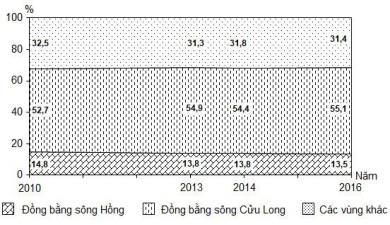 %
100
80
60
40
20
0
32,5 31,3 31,8 31,4
52,7 54,9 54,4 55,1
14,8 13,8 13,8 13,5
Năm
2010 2013 2014 2016
Đồng bằng sông Hồng Đồng bằng sông Cửu Long Các vùng khác